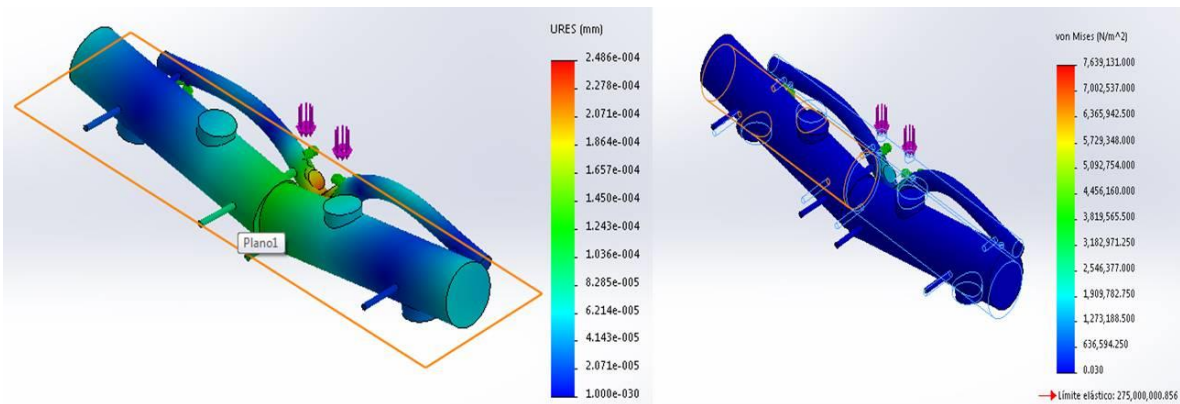 URES (mm)
2.486e-004
2.278e-004
2.071e-004
1.864e-004
1.657e-004
1.450e-004
1.243e-004
1.036e-004
8.285e-005
6.214e-005
4.143e-005
2.071e-005
1.000e-030
Plano1
von Mises (N/m^2)
7,639,131.000
7,002,537.000
6,365,942.500
5,729,348.000
5,092,754.000
4,456,160.000
3,819,565.500
3,182,971.250
2,546,377.000
1,909,782.750
1,273,188.500
636,594.250
0.030
Límite elástico: 275,000,000.856